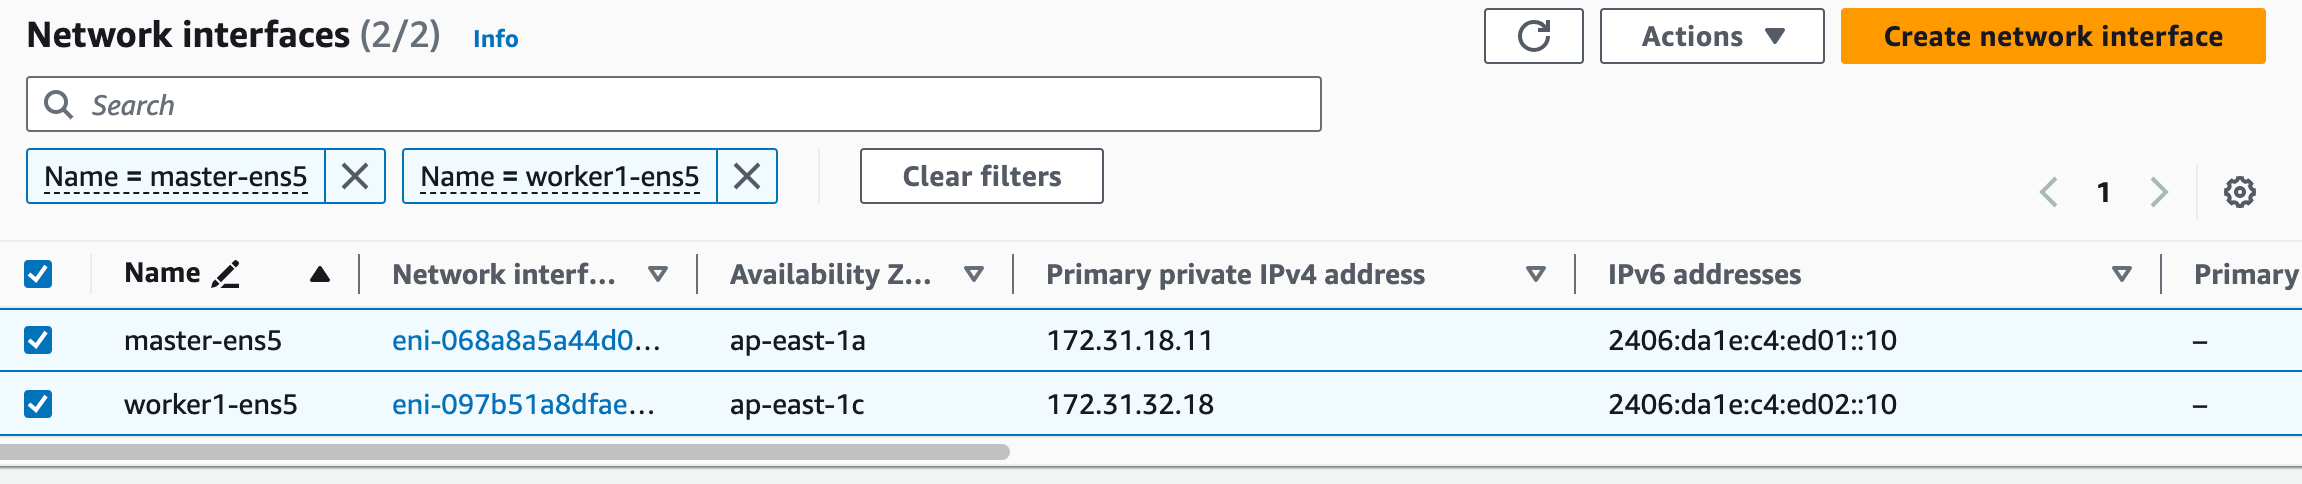 Network interfaces (2/2) Info Actions Create network interface
Search
Name = master-ens5 Name = worker1-ens5 Clear filters 1
Name Network interf... Availability Z... Primary private IPv4 address IPv6 addresses Primary
master-ens5 eni-068a8a5a44d0... ap-east-1a 172.31.18.11 2406:da1e:c4:ed01::10 –
worker1-ens5 eni-097b51a8dfae... ap-east-1c 172.31.32.18 2406:da1e:c4:ed02::10 –